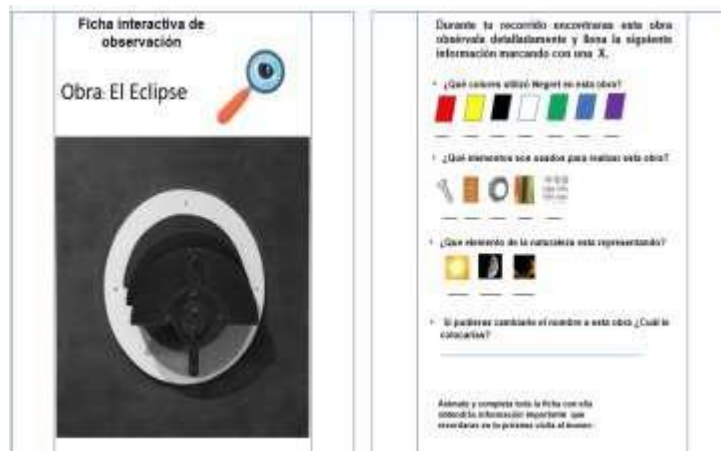 Ficha interactiva de
observación
Obra: El Eclipse
Durante tu recorrido encontraras esta obra
obsérvala detalladamente y llena la siguiente
información marcando con una X.
¿Qué colores utilizó Negret en esta obra?
¿Qué elementos son usados para realizar esta obra?
¿Que elemento de la naturaleza esta representando?
Si pudieras cambiarle el nombre a esta obra ¿Cuál le
colocarías?
Anímate y completa toda la ficha con ella
obtendrás información importante que
recordaras en tu próxima visita al museo